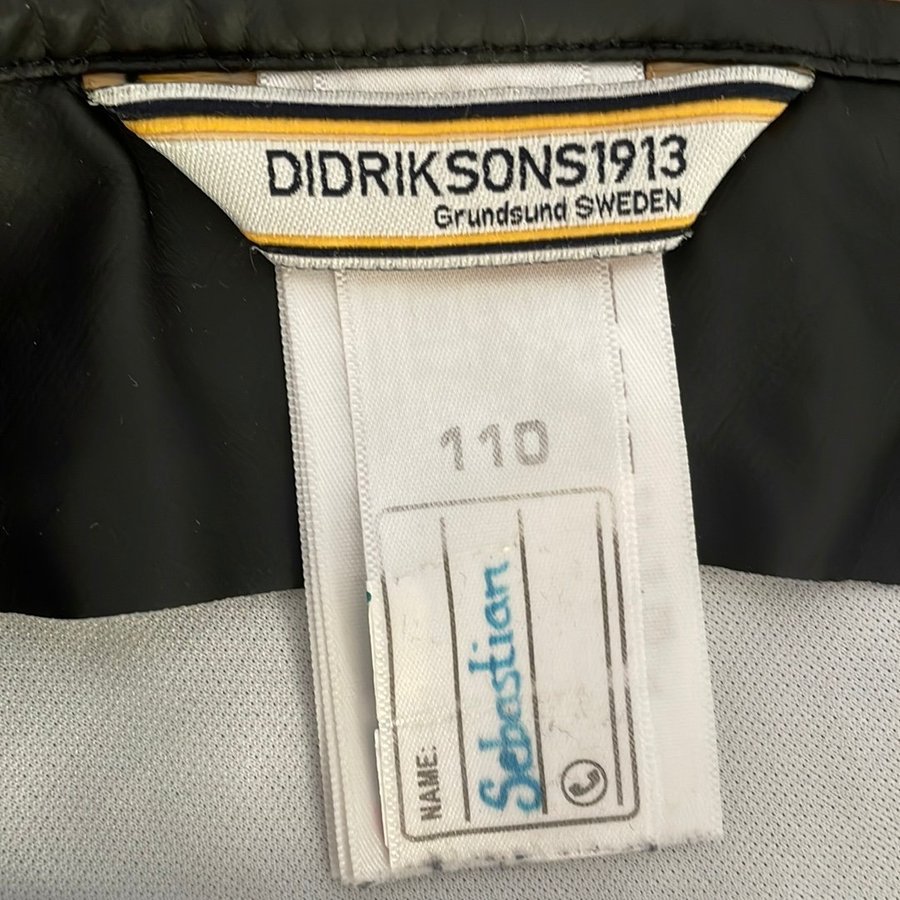 DIDRIKSONS1913
Grundsund SWEDEN
110
NAME:
Sebastian